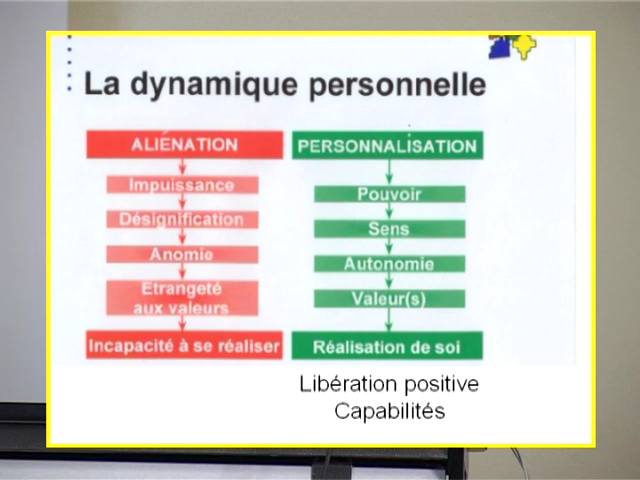 La dynamique personnelle
ALIÉNATION
Impuissance
Désignification
Anomie
Etrangeté
aux valeurs
Incapacité à se réaliser
PERSONNALISATION
Pouvoir
Sens
Autonomie
Valeur(s)
Réalisation de soi
Libération positive
Capabilités